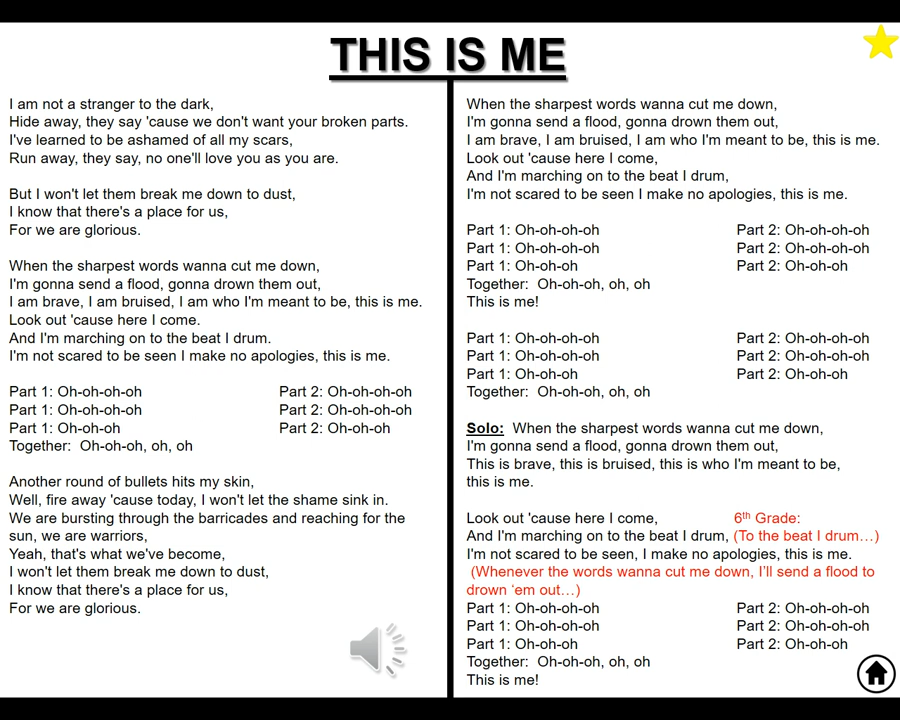 THIS IS ME
I am not a stranger to the dark,
Hide away, they say 'cause we don't want your broken parts.
I've learned to be ashamed of all my scars,
Run away, they say, no one'll love you as you are.
But I won't let them break me down to dust,
I know that there's a place for us,
For we are glorious.
When the sharpest words wanna cut me down,
I'm gonna send a flood, gonna drown them out,
I am brave, I am bruised, I am who I'm meant to be, this is me.
Look out 'cause here I come.
And I'm marching on to the beat I drum.
I'm not scared to be seen I make no apologies, this is me.
Part 1: Oh-oh-oh-oh Part 2: Oh-oh-oh-oh
Part 1: Oh-oh-oh-oh Part 2: Oh-oh-oh-oh
Part 1: Oh-oh-oh Part 2: Oh-oh-oh
Together: Oh-oh-oh, oh, oh
Another round of bullets hits my skin,
Well, fire away 'cause today, I won't let the shame sink in.
We are bursting through the barricades and reaching for the
sun, we are warriors,
Yeah, that's what we've become,
I won't let them break me down to dust,
I know that there's a place for us,
For we are glorious.
When the sharpest words wanna cut me down,
I'm gonna send a flood, gonna drown them out,
I am brave, I am bruised, I am who I'm meant to be, this is me.
Look out 'cause here I come,
And I'm marching on to the beat I drum,
I'm not scared to be seen I make no apologies, this is me.
Part 1: Oh-oh-oh-oh Part 2: Oh-oh-oh-oh
Part 1: Oh-oh-oh-oh Part 2: Oh-oh-oh-oh
Part 1: Oh-oh-oh Part 2: Oh-oh-oh
Together: Oh-oh-oh, oh, oh
This is me!
Part 1: Oh-oh-oh-oh Part 2: Oh-oh-oh-oh
Part 1: Oh-oh-oh-oh Part 2: Oh-oh-oh-oh
Part 1: Oh-oh-oh Part 2: Oh-oh-oh
Together: Oh-oh-oh, oh, oh
Solo: When the sharpest words wanna cut me down,
I'm gonna send a flood, gonna drown them out,
This is brave, this is bruised, this is who I'm meant to be,
this is me.
Look out 'cause here I come, 6th Grade:
And I'm marching on to the beat I drum, (To the beat I drum…)
I'm not scared to be seen, I make no apologies, this is me.
(Whenever the words wanna cut me down, I’ll send a flood to
drown ‘em out…)
Part 1: Oh-oh-oh-oh Part 2: Oh-oh-oh-oh
Part 1: Oh-oh-oh-oh Part 2: Oh-oh-oh-oh
Part 1: Oh-oh-oh Part 2: Oh-oh-oh
Together: Oh-oh-oh, oh, oh
This is me!